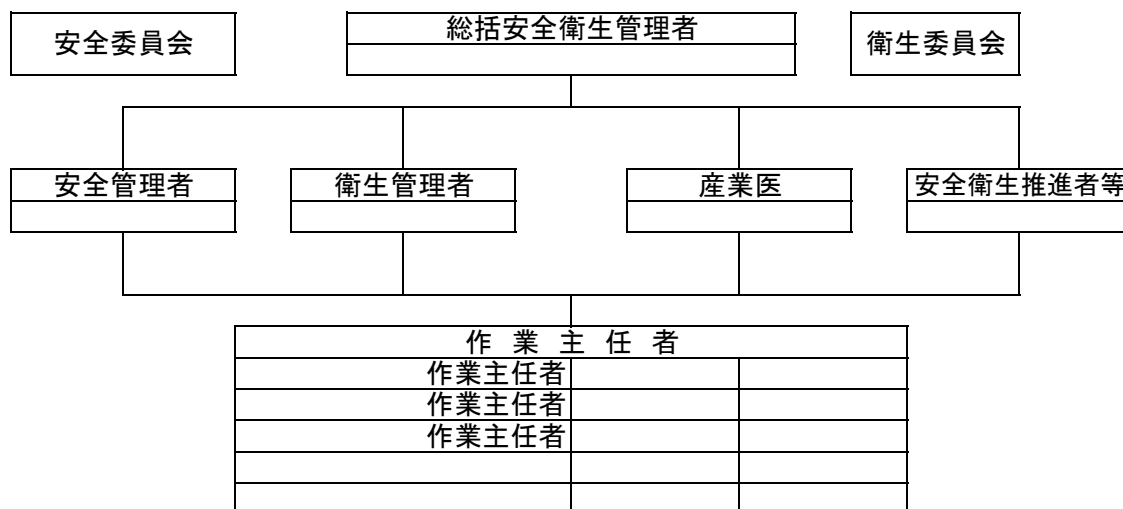 安全委員会
総括安全衛生管理者
衛生委員会
安全管理者
衛生管理者
産業医
安全衛生推進者等
作 業 主 任 者
作業主任者
作業主任者
作業主任者